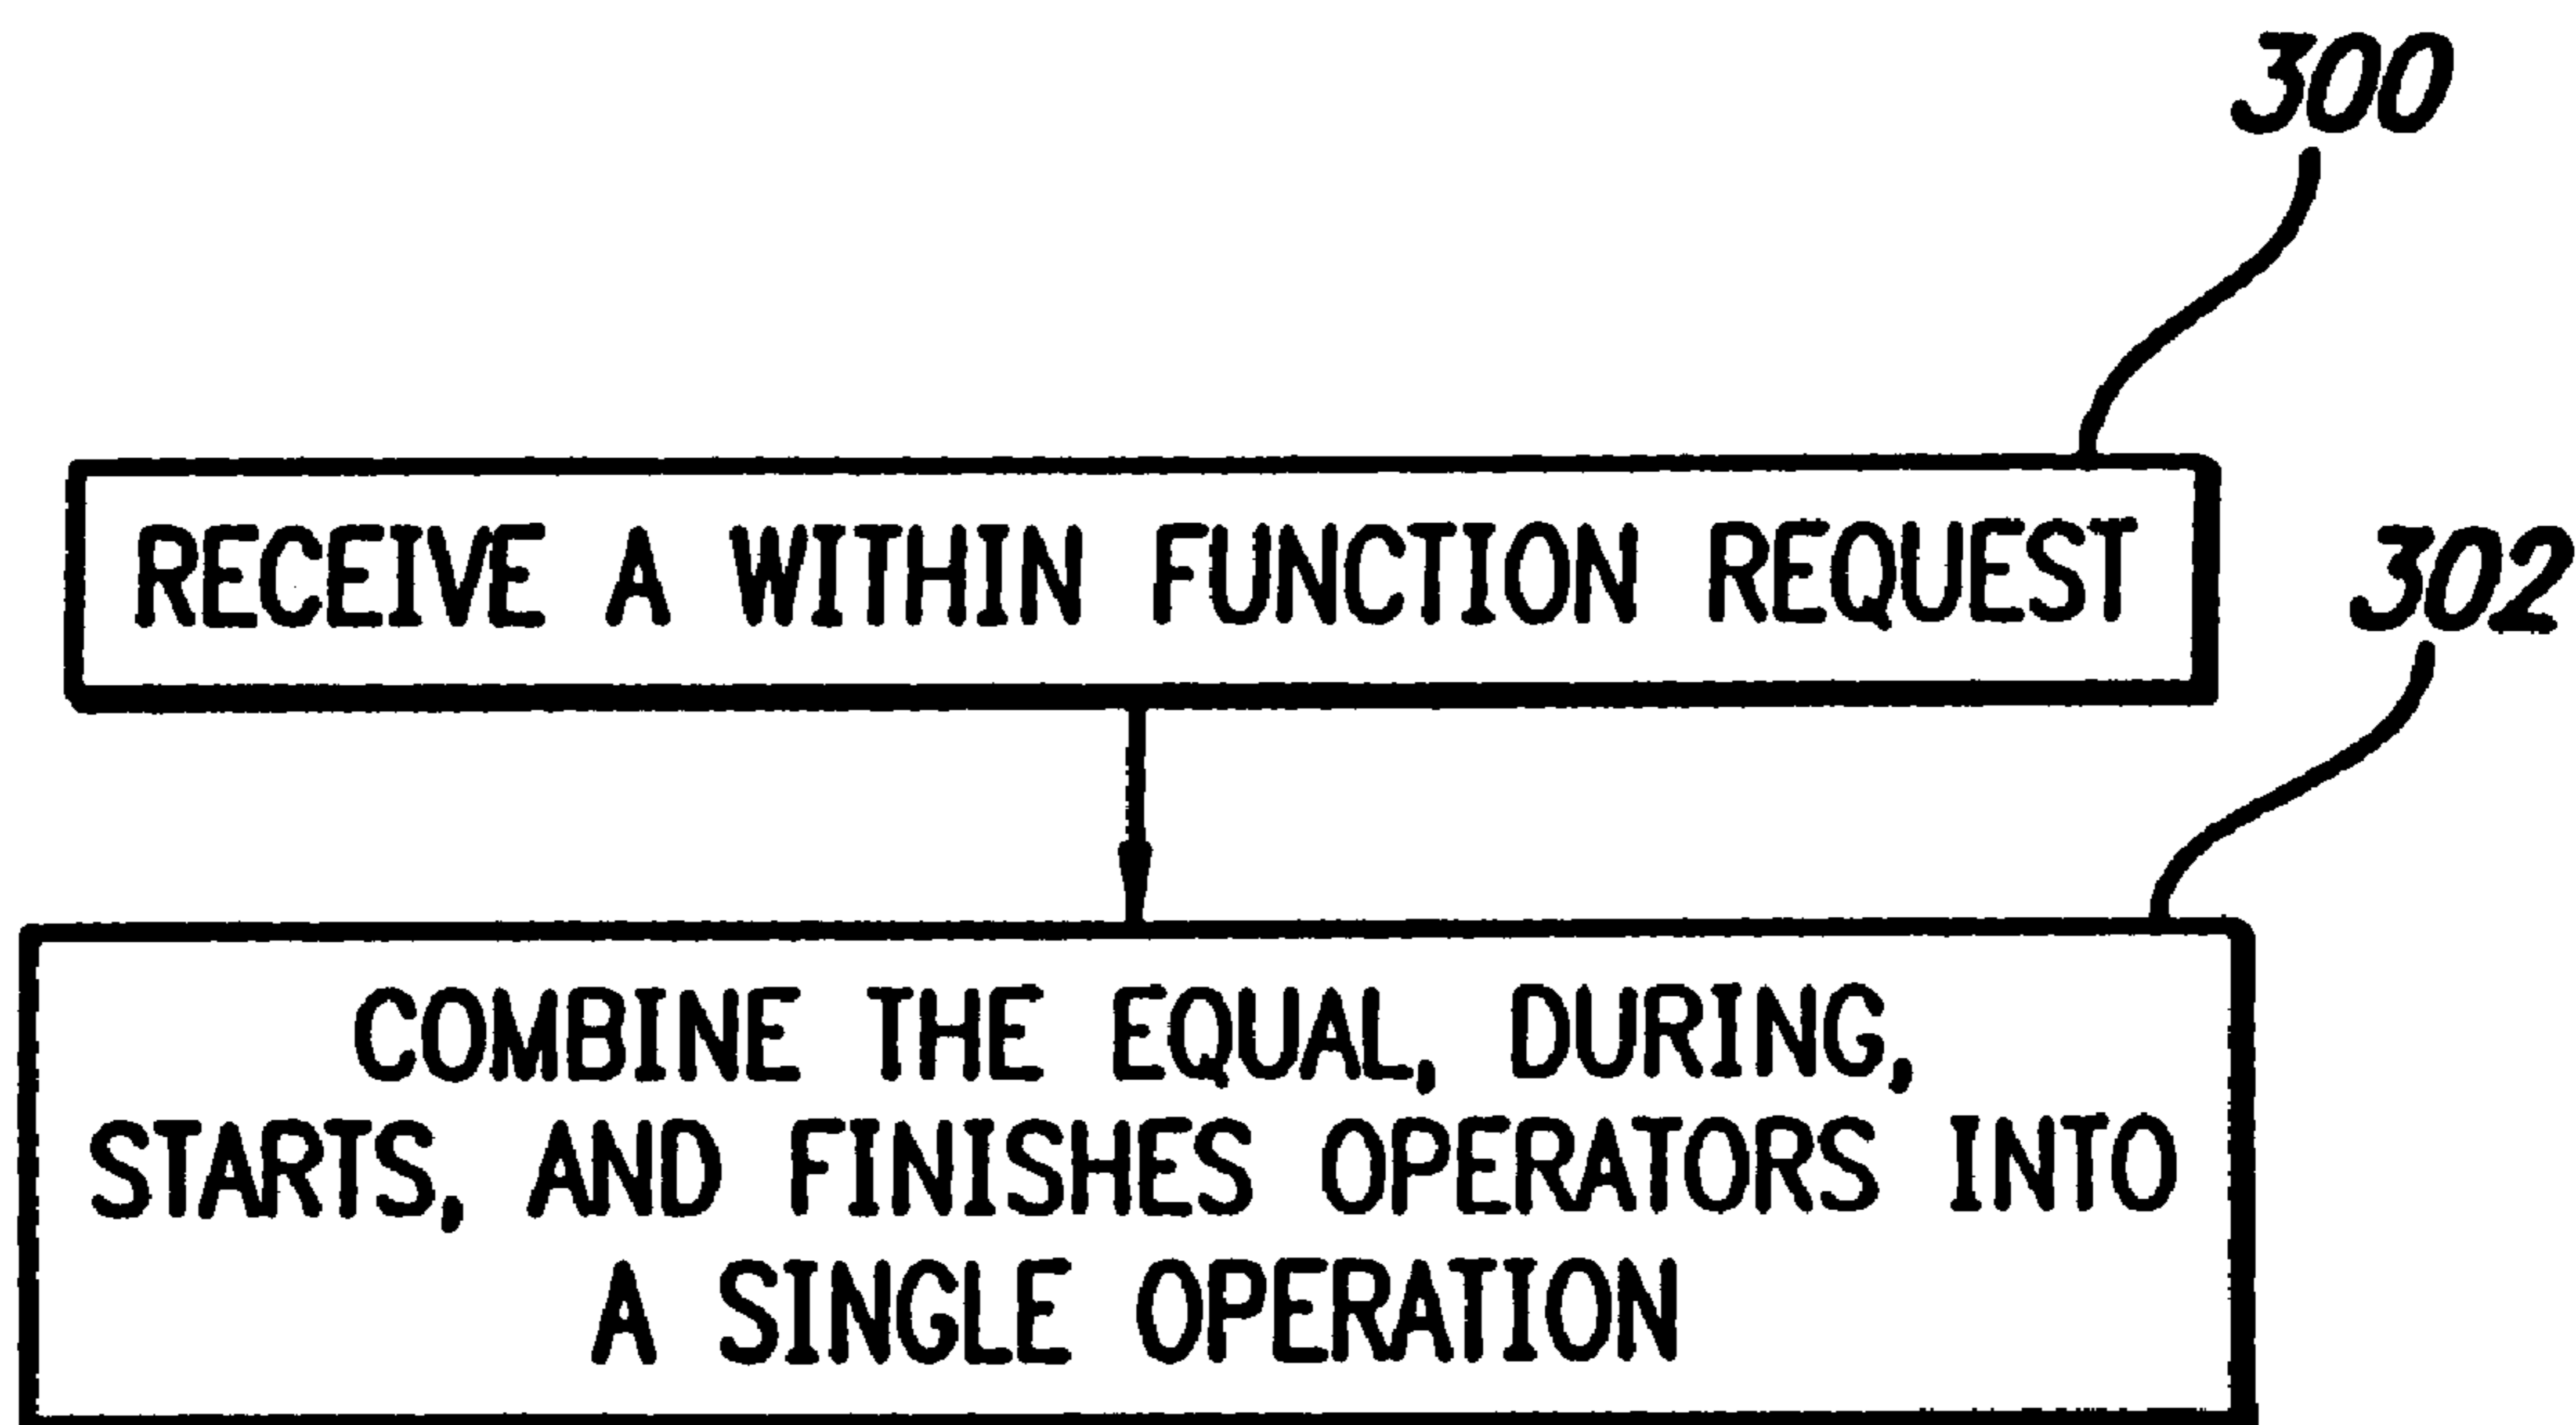 300
RECEIVE A WITHIN FUNCTION REQUEST
302
COMBINE THE EQUAL, DURING,
STARTS, AND FINISHES OPERATORS INTO
A SINGLE OPERATION